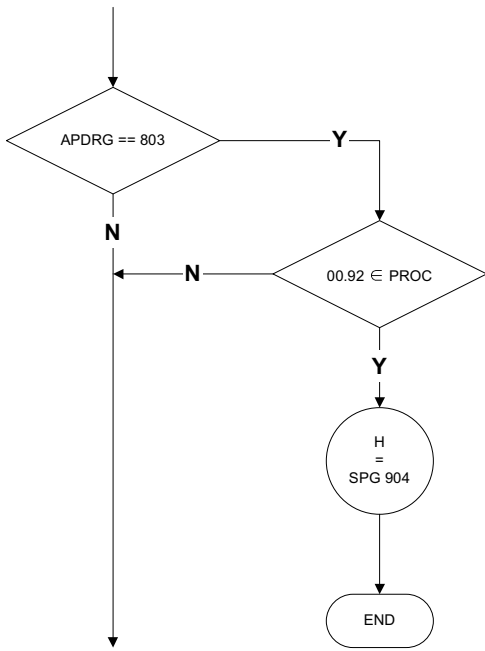 APDRG == 803
Y
N
N
00.92 ∈ PROC
Y
H
=
SPG 904
END